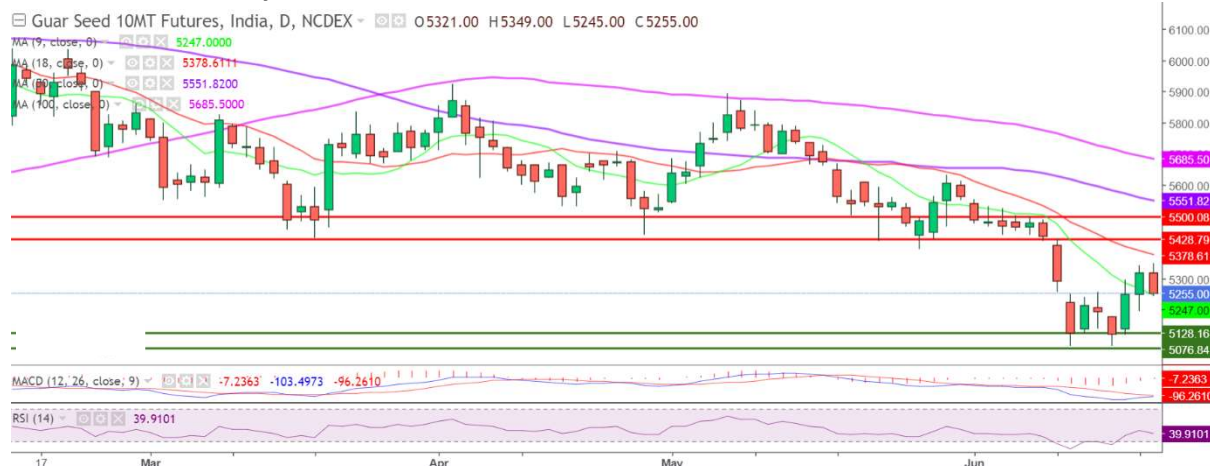 Guar Seed 10MT Futures, India, D, NCDEX O5321.00 H5349.00 L5245.00 C5255.00
MA (9, close, 0) 5247.0000
MA (18, close, 0) 5378.6111
MA (50, close, 0) 5551.8200
MA (100, close, 0) 5685.5000
6100.00
6000.00
5900.00
5800.00
5685.50
5600.00
5551.82
5500.08
5428.79
5378.61
5300.00
5255.00
5247.00
5128.16
5076.84
MACD (12, 26, close, 9) -7.2363 -103.4973 -96.2610
-7.2363
-96.2610
RSI (14) 39.9101
39.9101
17 Mar Apr May Jun